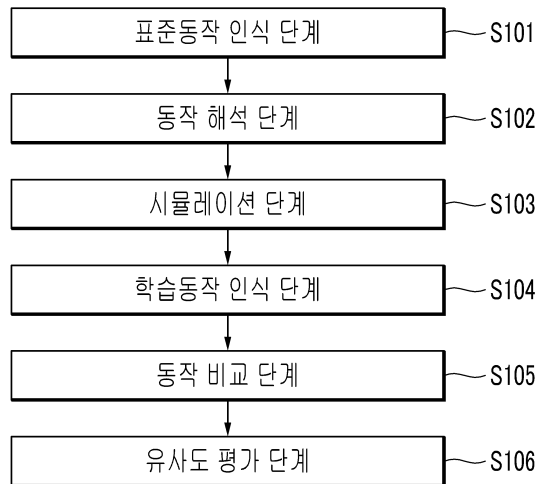 표준동작 인식 단계 S101
동작 해석 단계 S102
시뮬레이션 단계 S103
학습동작 인식 단계 S104
동작 비교 단계 S105
유사도 평가 단계 S106